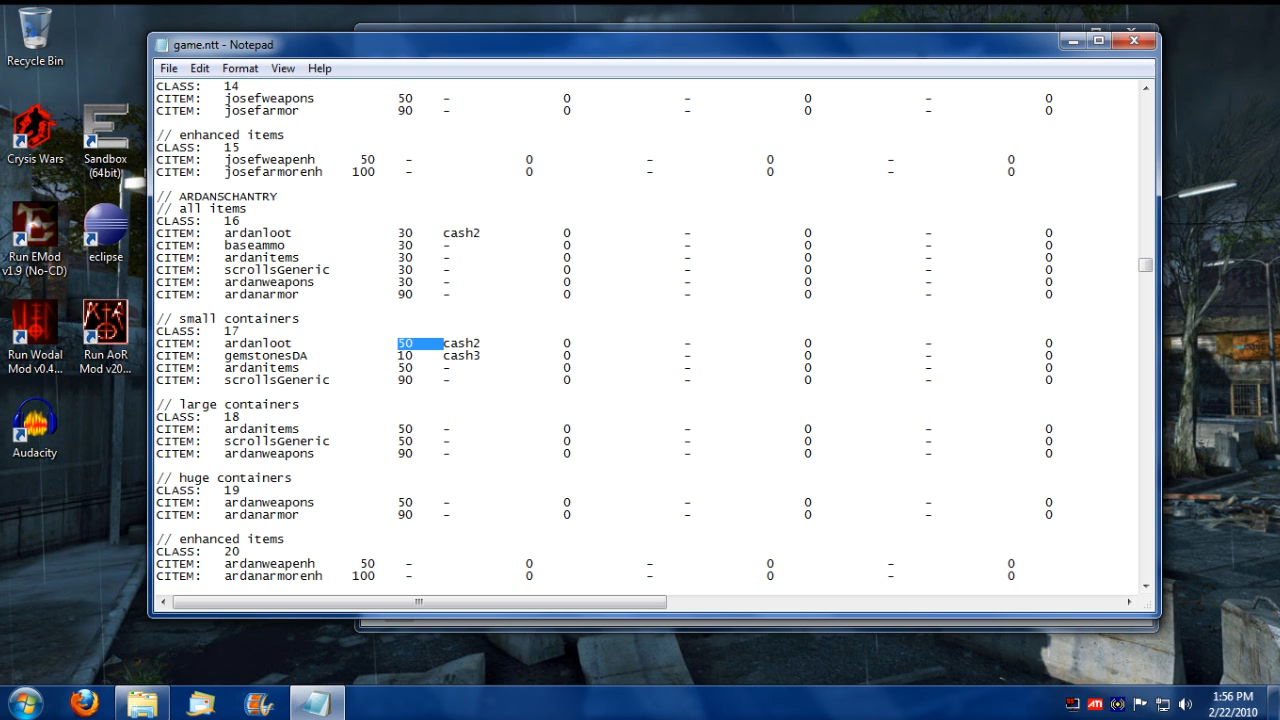 Recycle Bin
Crysis Wars
Sandbox
(64bit)
Run EMod
v1.9 (No-CD)
eclipse
Run Wodal
Mod v0.4...
Run AoR
Mod v20...
Audacity
game.ntt - Notepad
File Edit Format View Help
CLASS: 14
CITEM: josefweapons 50 - 0 - 0 - 0
CITEM: josefarmor 90 - 0 - 0 - 0
// enhanced items
CLASS: 15
CITEM: josefweapenh 50 - 0 - 0 - 0
CITEM: josefarmorenh 100 - 0 - 0 - 0
// ARDANSCHANTRY
// all items
CLASS: 16
CITEM: ardanloot 30 cash2 0 - 0 - 0
CITEM: baseammo 30 - 0 - 0 - 0
CITEM: ardanitems 30 - 0 - 0 - 0
CITEM: scrollsGeneric 30 - 0 - 0 - 0
CITEM: ardanweapons 30 - 0 - 0 - 0
CITEM: ardanarmor 90 - 0 - 0 - 0
// small containers
CLASS: 17
CITEM: ardanloot 50 cash2 0 - 0 - 0
CITEM: gemstonesDA 10 cash3 0 - 0 - 0
CITEM: ardanitems 50 - 0 - 0 - 0
CITEM: scrollsGeneric 90 - 0 - 0 - 0
// large containers
CLASS: 18
CITEM: ardanitems 50 - 0 - 0 - 0
CITEM: scrollsGeneric 50 - 0 - 0 - 0
CITEM: ardanweapons 90 - 0 - 0 - 0
// huge containers
CLASS: 19
CITEM: ardanweapons 50 - 0 - 0 - 0
CITEM: ardanarmor 90 - 0 - 0 - 0
// enhanced items
CLASS: 20
CITEM: ardanweapenh 50 - 0 - 0 - 0
CITEM: ardanarmorenh 100 - 0 - 0 - 0
ATI
1:56 PM
2/22/2010